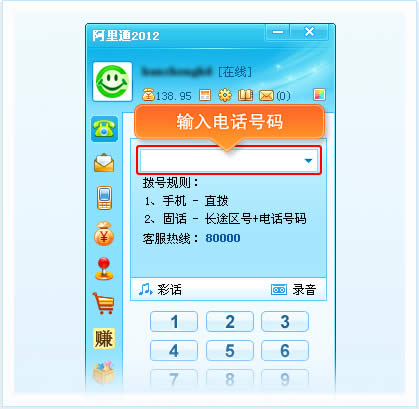 阿里通2012
[在线]
138.95
(0)
输入电话号码
拨号规则：
1、手机 - 直拨
2、固话 - 长途区号+电话号码
客服热线：80000
彩话 录音
1 2 3
4 5 6
赚
7 8 9